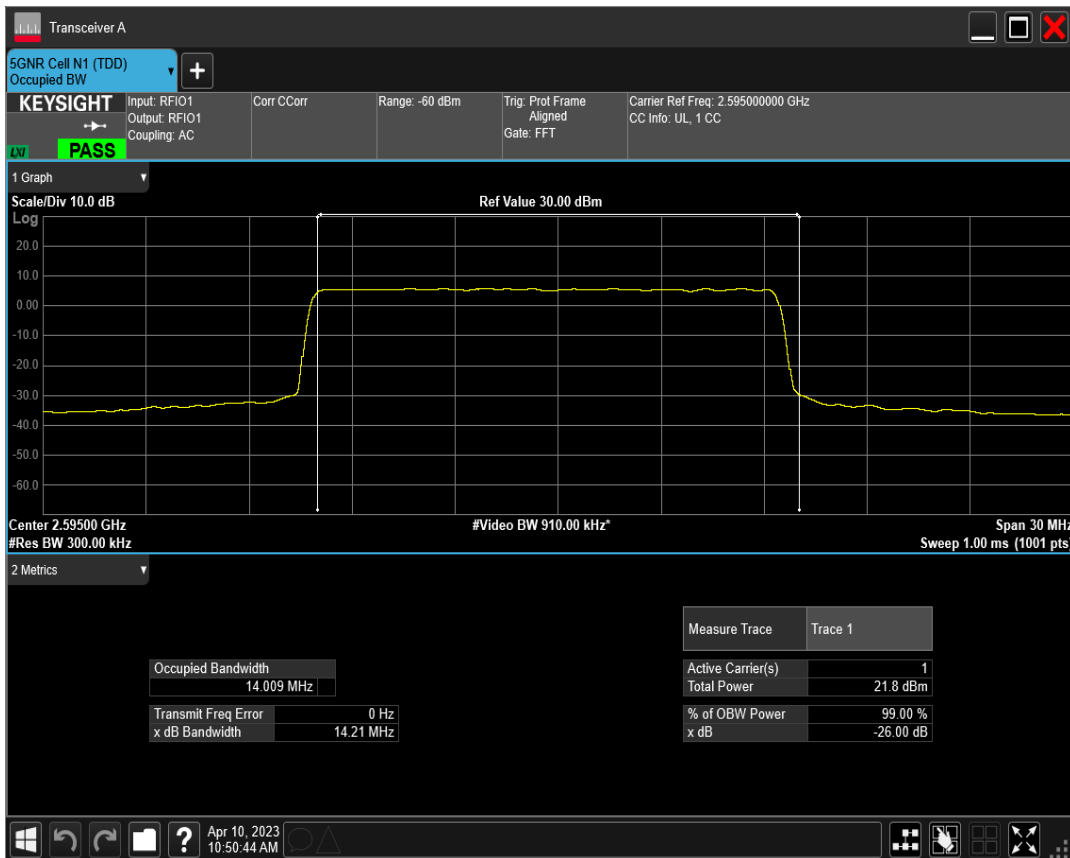 Transceiver A
5GNR Cell N1 (TDD)
Occupied BW
KEYSIGHT
LXI
PASS
Input: RFIO1
Output: RFIO1
Coupling: AC
Corr CCorr
Range: -60 dBm
Trig: Prot Frame
Aligned
Gate: FFT
Carrier Ref Freq: 2.595000000 GHz
CC Info: UL, 1 CC
1 Graph
Scale/Div 10.0 dB
Ref Value 30.00 dBm
Log
20.0
10.0
0.00
-10.0
-20.0
-30.0
-40.0
-50.0
-60.0
Center 2.59500 GHz
#Video BW 910.00 kHz*
Span 30 MHz
#Res BW 300.00 kHz
Sweep 1.00 ms (1001 pts)
2 Metrics
Measure Trace Trace 1
Occupied Bandwidth
14.009 MHz
Active Carrier(s) 1
Total Power 21.8 dBm
Transmit Freq Error 0 Hz
x dB Bandwidth 14.21 MHz
% of OBW Power 99.00 %
x dB -26.00 dB
?
Apr 10, 2023
10:50:44 AM